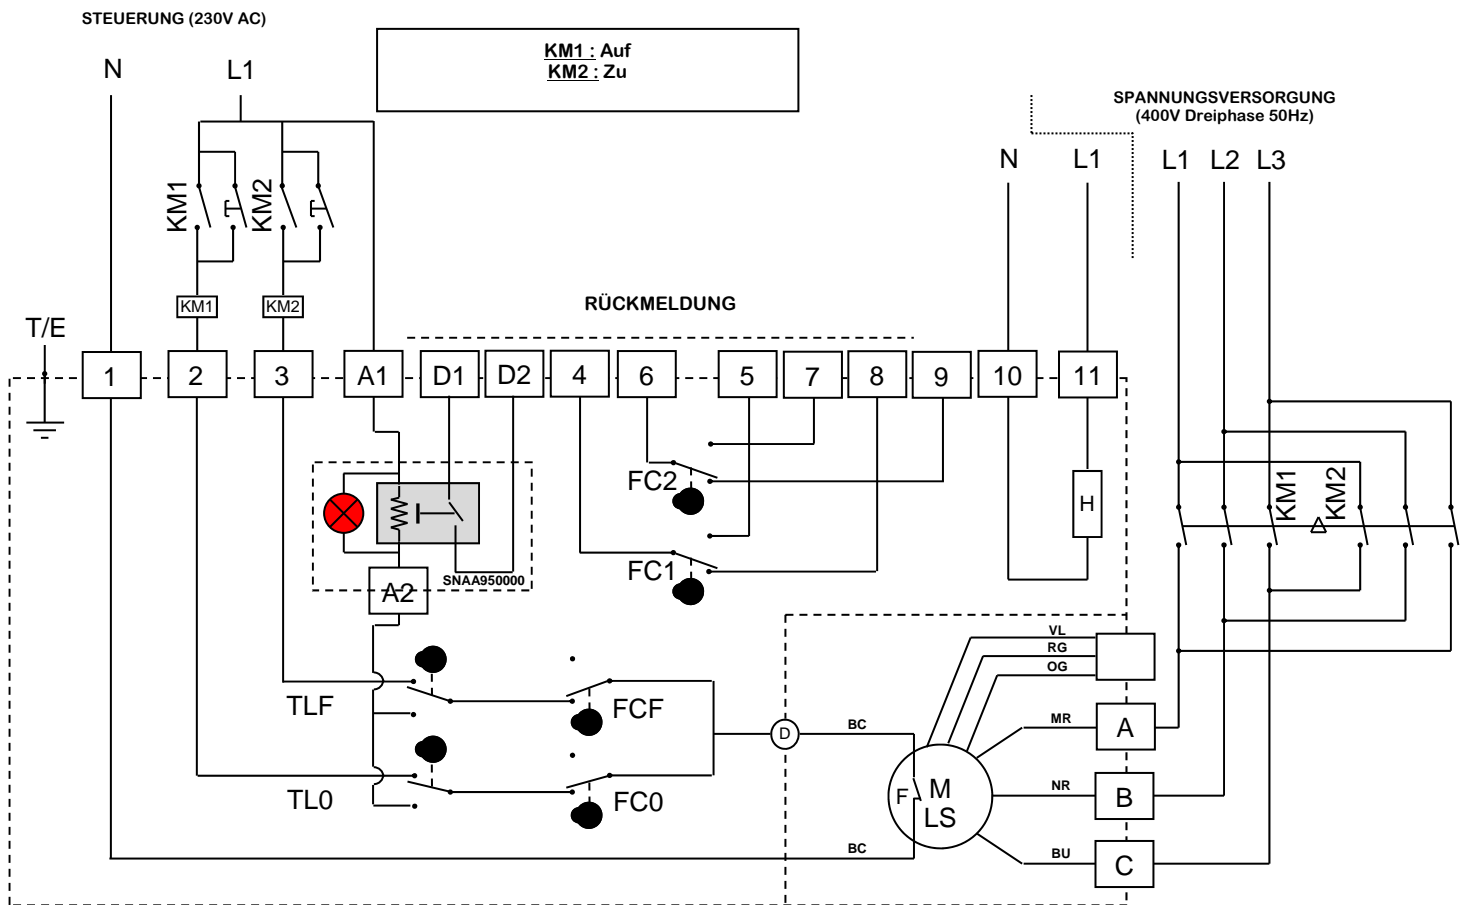 STEUERUNG (230V AC)
KM1 : Auf
KM2 : Zu
SPANNUNGSVERSORGUNG
(400V Dreiphase 50Hz)
N
L1
N
L1
L1
L2
L3
KM1
KM2
KM1
KM2
RÜCKMELDUNG
T/E
1
2
3
A1
D1
D2
4
6
5
7
8
9
10
11
FC2
FC1
H
KM1
KM2
SNAA950000
A2
TLF
FCF
TL0
FC0
D
BC
BC
VL
RG
OG
MR
NR
BU
F
M
LS
A
B
C